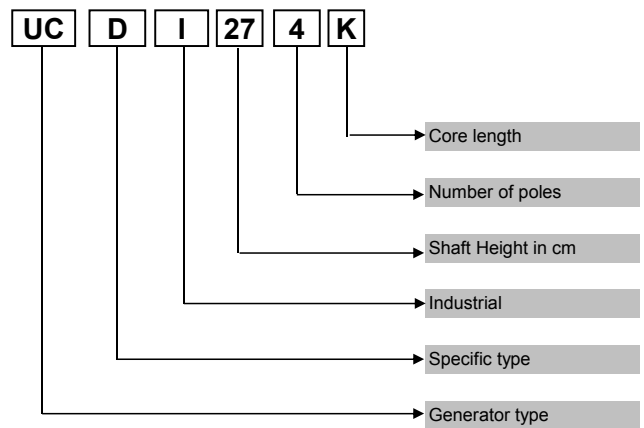 UC D I 27 4 K
Core length
Number of poles
Shaft Height in cm
Industrial
Specific type
Generator type